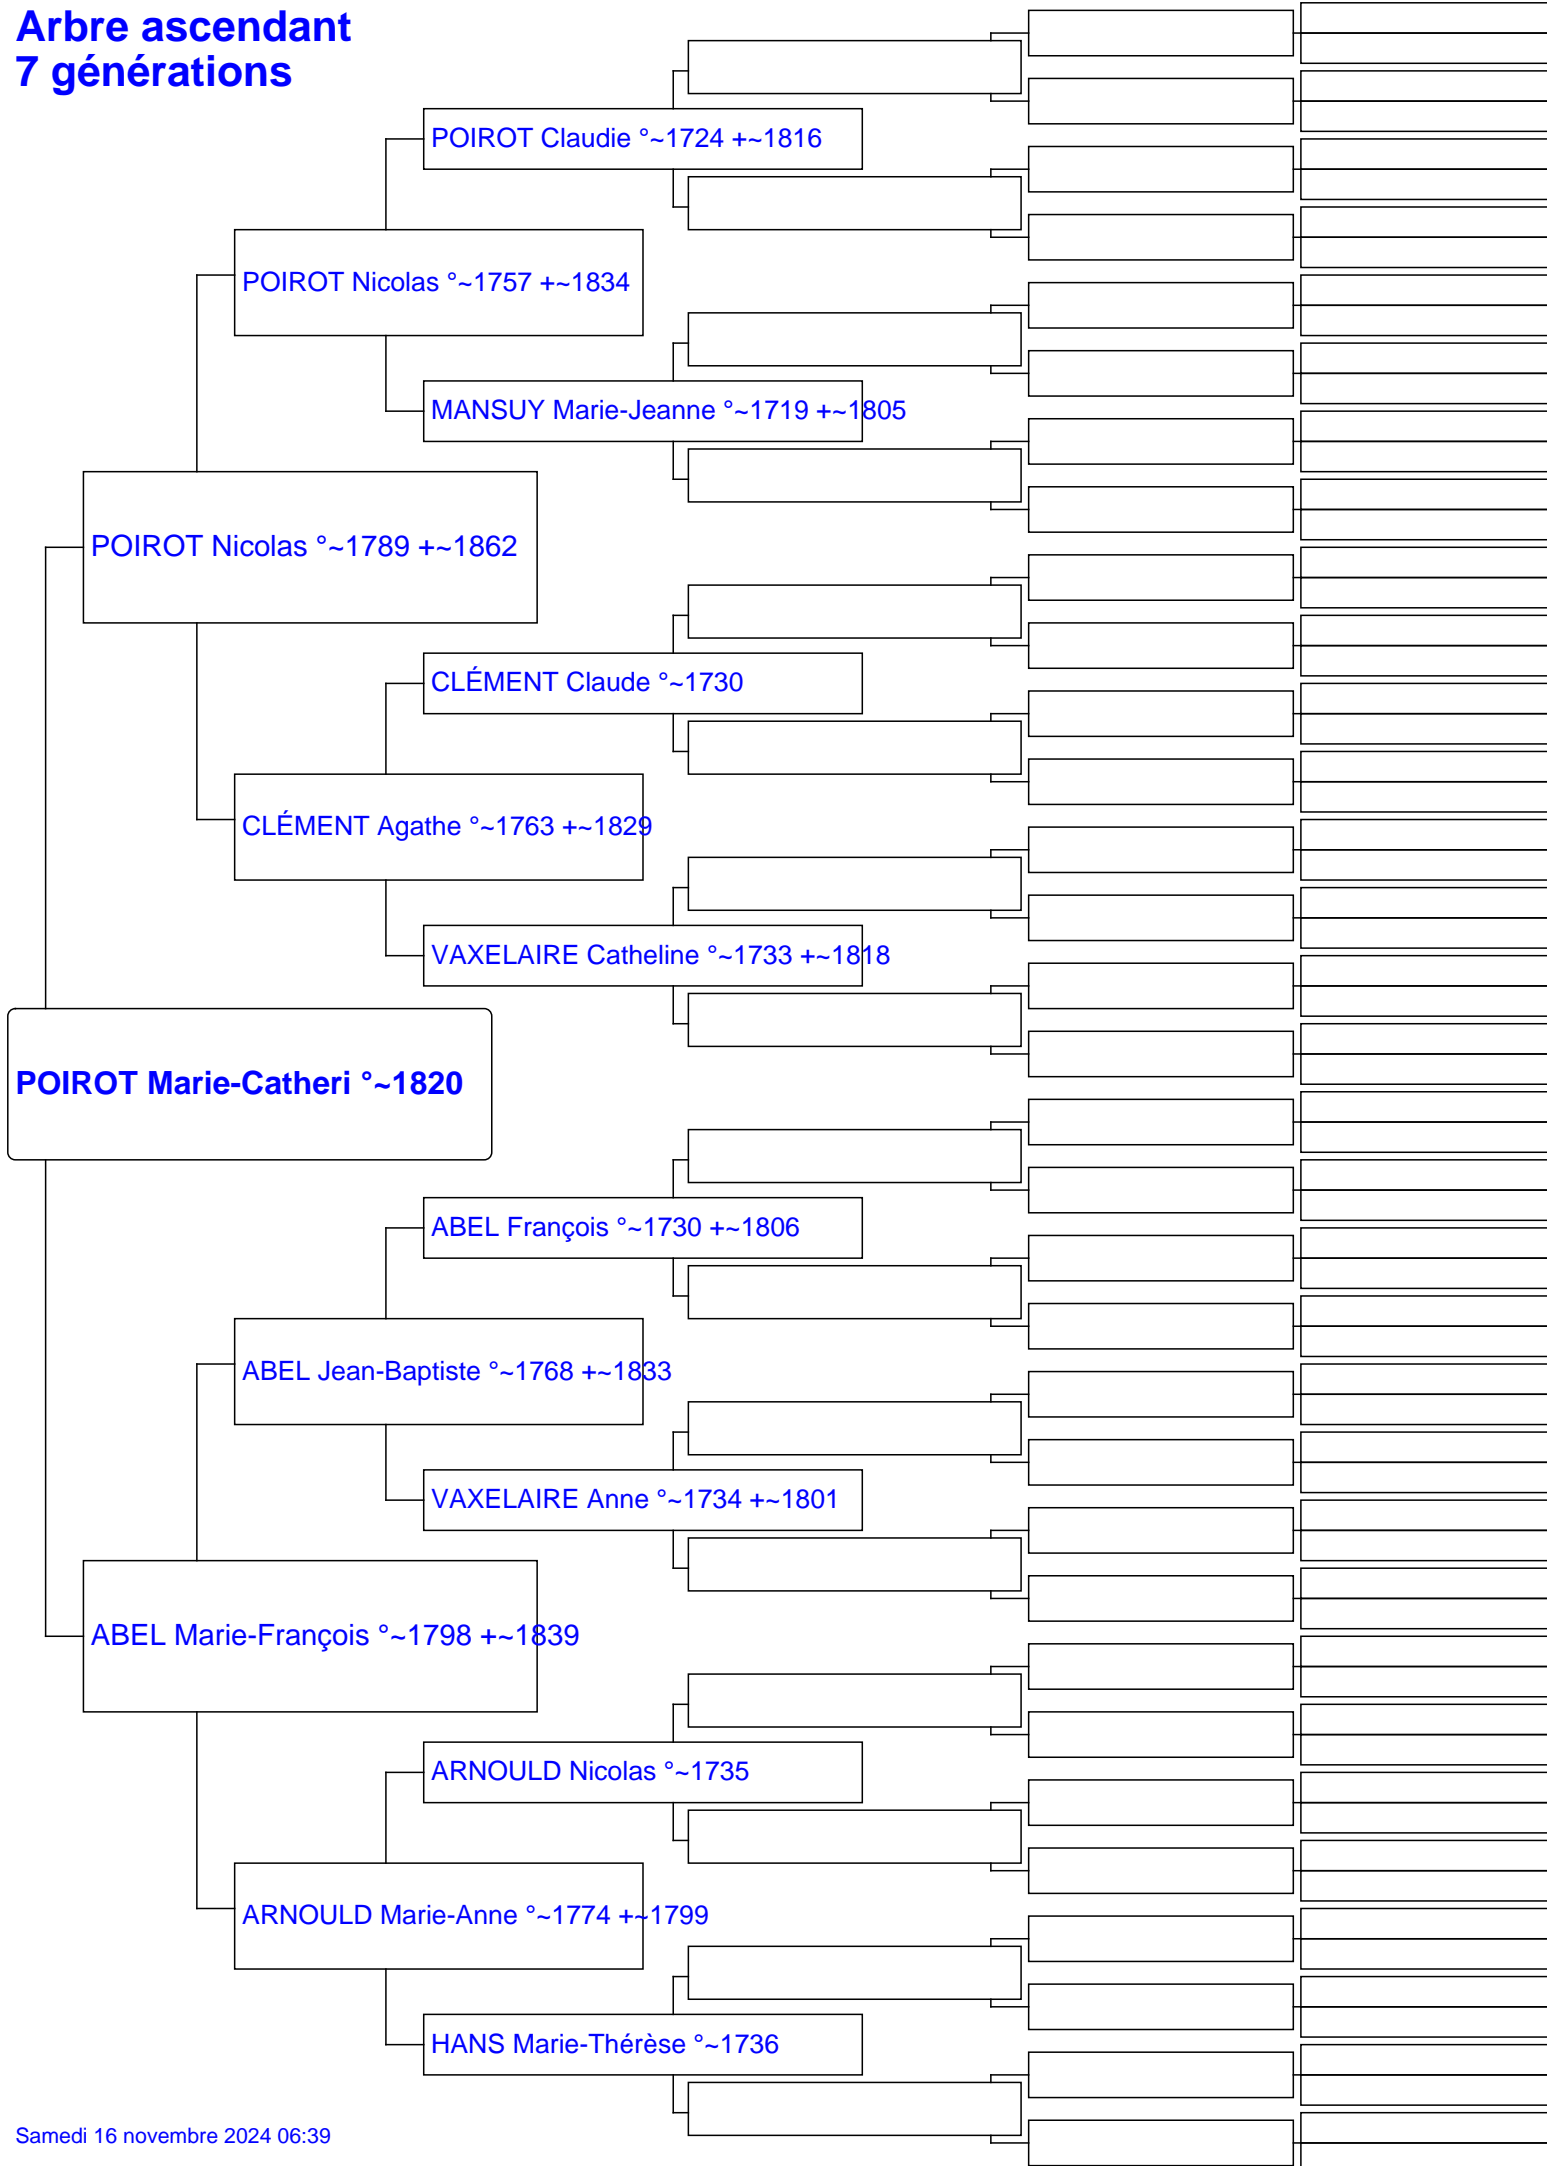 Arbre ascendant
7 générations
POIROT Claudie °~1724 +~1816
POIROT Nicolas °~1757 +~1834
MANSUY Marie-Jeanne °~1719 +~1805
POIROT Nicolas °~1789 +~1862
CLÉMENT Claude °~1730
CLÉMENT Agathe °~1763 +~1829
VAXELAIRE Catheline °~1733 +~1818
POIROT Marie-Catheri °~1820
ABEL François °~1730 +~1806
ABEL Jean-Baptiste °~1768 +~1833
VAXELAIRE Anne °~1734 +~1801
ABEL Marie-François °~1798 +~1839
ARNOULD Nicolas °~1735
ARNOULD Marie-Anne °~1774 +~1799
HANS Marie-Thérèse °~1736
Samedi 16 novembre 2024 06:39